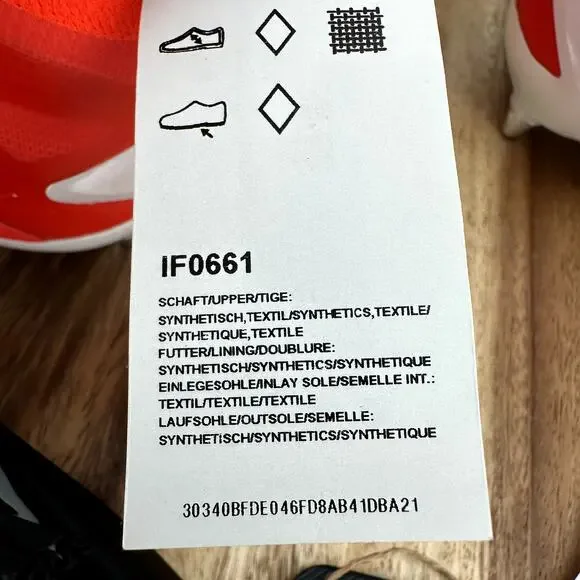 IF0661
SCHAFT/UPPER/TIGE:
SYNTHETISCH,TEXTIL/SYNTHETICS,TEXTILE/
SYNTHETIQUE,TEXTILE
FUTTER/LINING/DOUBLURE:
SYNTHETISCH/SYNTHETICS/SYNTHETIQUE
EINLEGESOHLE/INLAY SOLE/SEMELLE INT.:
TEXTIL/TEXTILE/TEXTILE
LAUFSOHLE/OUTSOLE/SEMELLE:
SYNTHETISCH/SYNTHETICS/SYNTHETIQUE
30340BFDE046FD8AB41DBA21